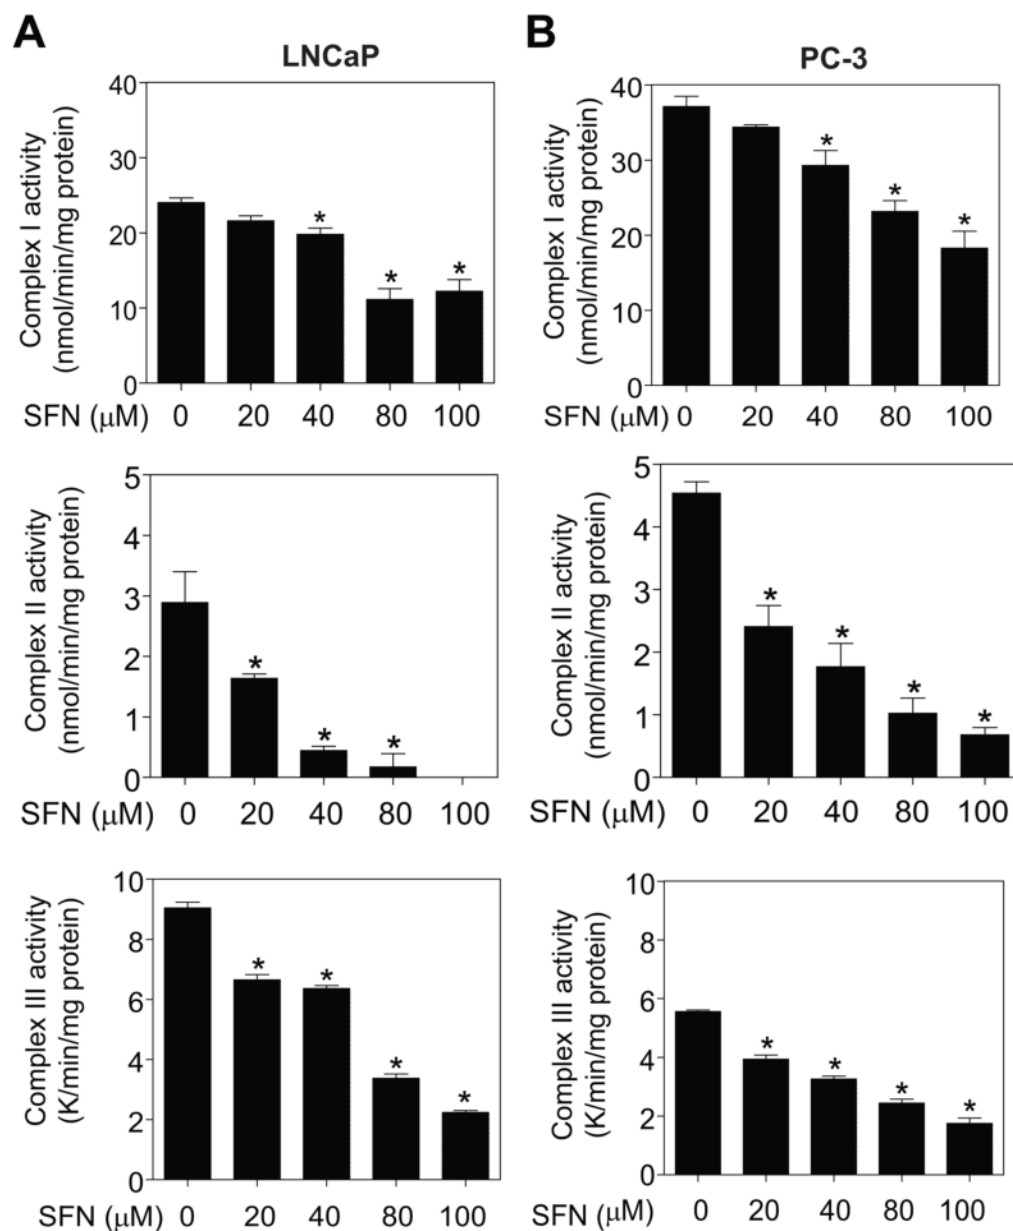 A
LNCaP
Complex I activity
(nmol/min/mg protein)
40
30
20
10
0
* * *
SFN (μM) 0 20 40 80 100
Complex II activity
(nmol/min/mg protein)
5
4
3
2
1
0
* * *
SFN (μM) 0 20 40 80 100
Complex III activity
(K/min/mg protein)
10
8
6
4
2
0
* * * *
SFN (μM) 0 20 40 80 100
B
PC-3
Complex I activity
(nmol/min/mg protein)
40
30
20
10
0
* * *
SFN (μM) 0 20 40 80 100
Complex II activity
(nmol/min/mg protein)
5
4
3
2
1
0
* * * *
SFN (μM) 0 20 40 80 100
Complex III activity
(K/min/mg protein)
10
8
6
4
2
0
* * * *
SFN (μM) 0 20 40 80 100